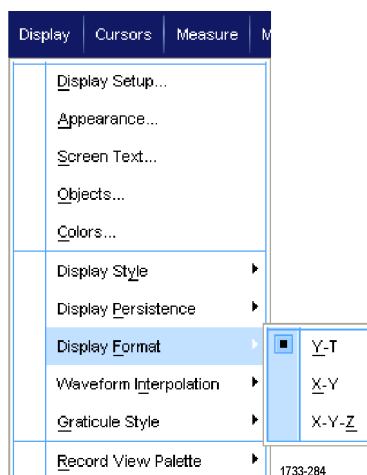 Display Cursors Measure
Display Setup...
Appearance...
Screen Text...
Objects...
Colors...
Display Style
Display Persistence
Display Format
Y-T
Waveform Interpolation
X-Y
Graticule Style
X-Y-Z
Record View Palette
1733-284